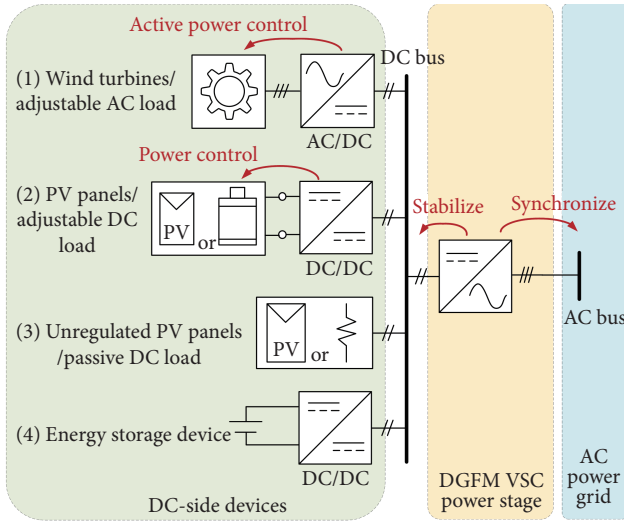 Active power control
DC bus
(1) Wind turbines/
adjustable AC load
AC/DC
Power control
(2) PV panels/
adjustable DC
load
PV or
DC/DC
Stabilize
Synchronize
AC bus
(3) Unregulated PV panels
/passive DC load
PV or
(4) Energy storage device
DC/DC
DC-side devices
DGFM VSC
power stage
AC
power
grid